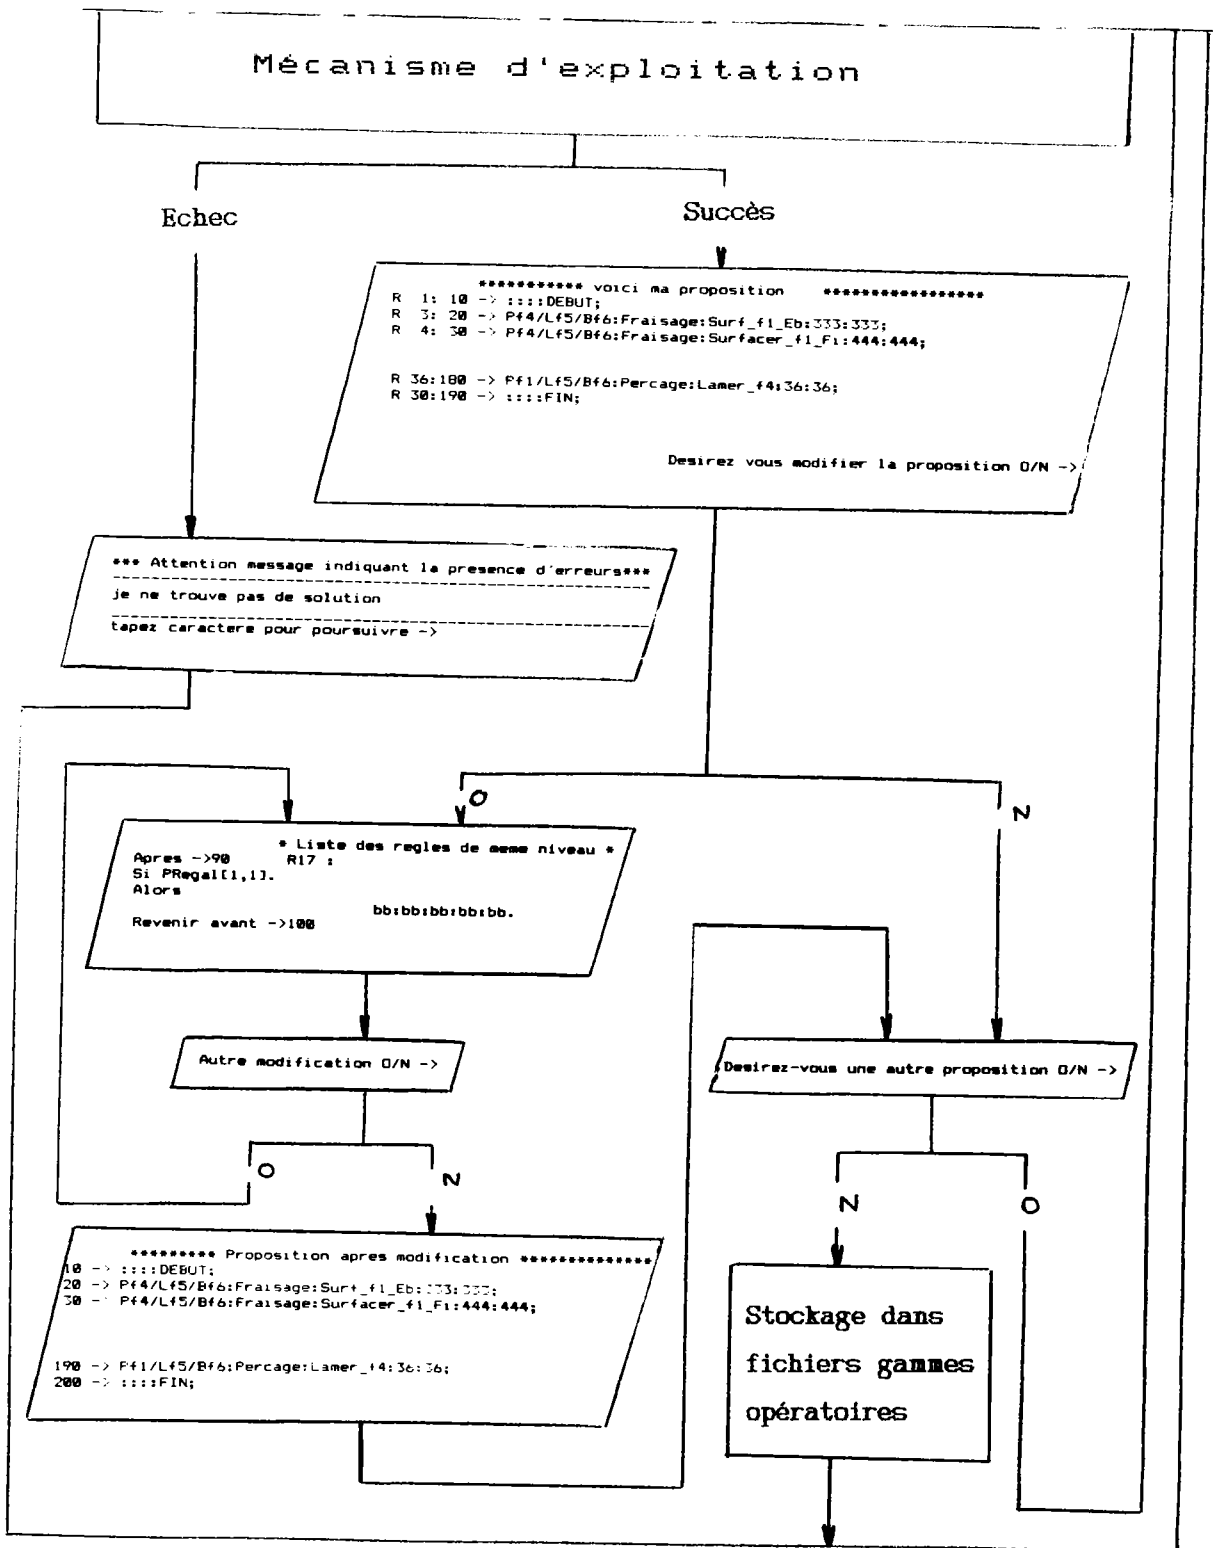 Mécanisme d'exploitation
Echec
Succès
*********** voici ma proposition *****************
R 1: 10 -> ::::DEBUT;
R 3: 20 -> Pf4/Lf5/Bf6:Fraisage:Surf_f1_Eb:333:333;
R 4: 30 -> Pf4/Lf5/Bf6:Fraisage:Surfacer_f1_Fi:444:444;
R 36:180 -> Pf1/Lf5/Bf6:Percage:Lamer_f4:36:36;
R 30:190 -> ::::FIN;
Desirez vous modifier la proposition O/N ->
*** Attention message indiquant la presence d'erreurs***
je ne trouve pas de solution
tapez caractere pour poursuivre ->
O
N
* Liste des regles de meme niveau *
Apres ->90 R17 :
Si PRegal[1,1].
Alors
bb:bb:bb:bb:bb.
Revenir avant ->100
Autre modification O/N ->
Desirez-vous une autre proposition O/N ->
O
N
N
O
********* Proposition apres modification **************
10 -> ::::DEBUT;
20 -> Pf4/Lf5/Bf6:Fraisage:Surf_f1_Eb:333:333;
30 -> Pf4/Lf5/Bf6:Fraisage:Surfacer_f1_Fi:444:444;
190 -> Pf1/Lf5/Bf6:Percage:Lamer_f4:36:36;
200 -> ::::FIN;
Stockage dans
fichiers gammes
opératoires